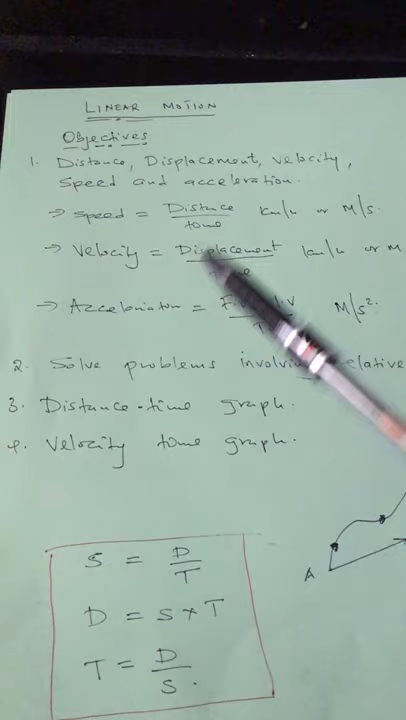 LINEAR MOTION
Objectives
1. Distance, Displacement, velocity,
Speed and acceleration.
→ Speed = Distance / time km/h or M/s.
→ Velocity = Displacement km/h or M
→ = M/s².
2. Solve problems involving relative
3. Distance-time graph.
4. Velocity time graph.
S = D / T
D = S × T
T = D / S.
A